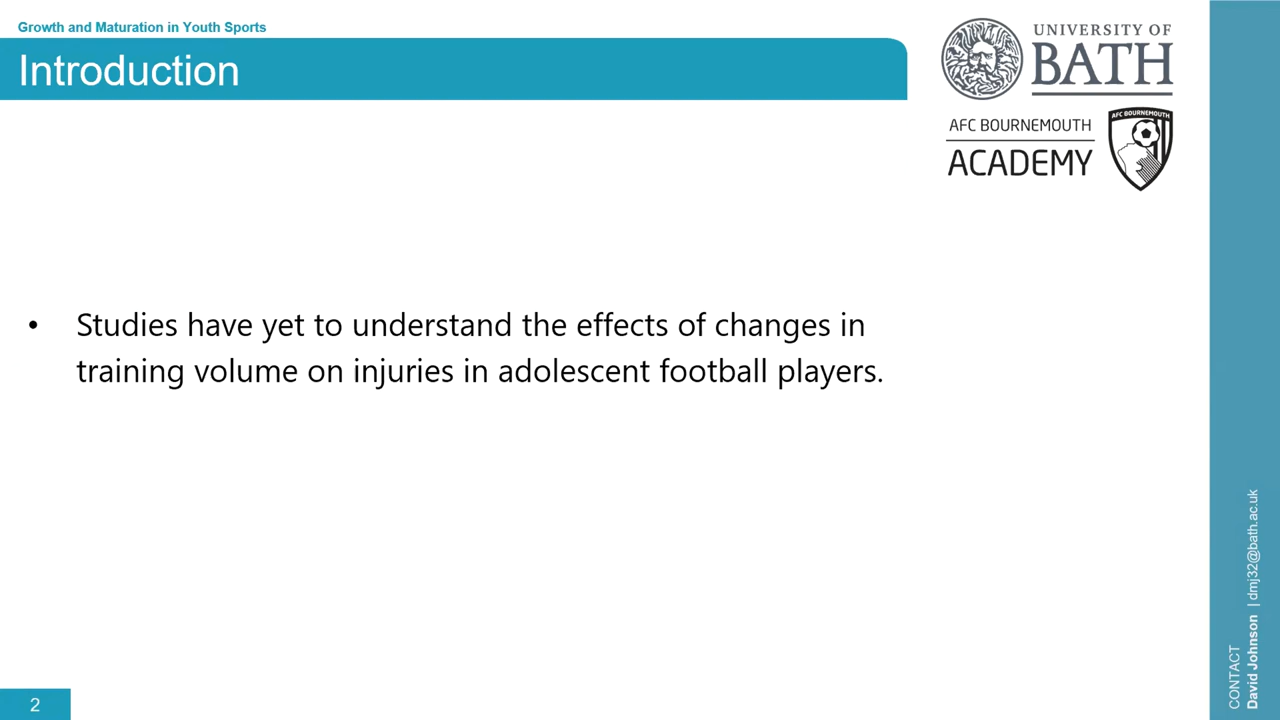 Growth and Maturation in Youth Sports
Introduction
UNIVERSITY OF
BATH
AFC BOURNEMOUTH
ACADEMY
AFC BOURNEMOUTH
• Studies have yet to understand the effects of changes in
training volume on injuries in adolescent football players.
2
CONTACT
David Johnson | dmj32@bath.ac.uk